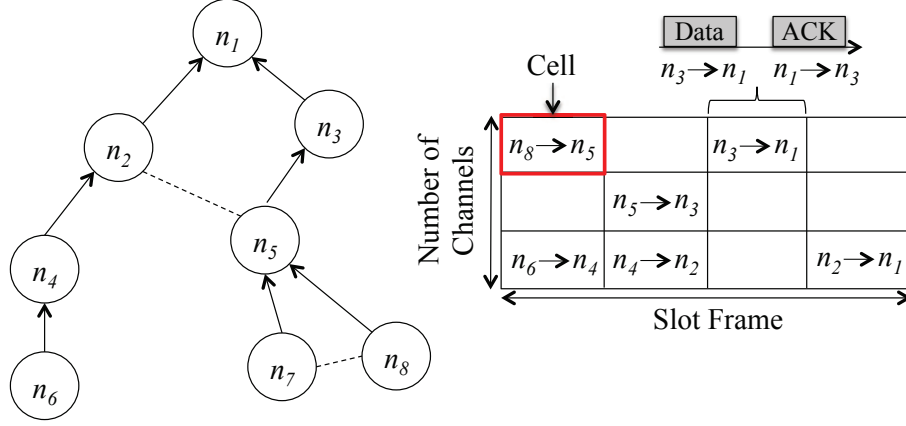 n1
n2
n3
n4
n5
n6
n7
n8
Data
ACK
n3→n1
n1→n3
Cell
Number of
Channels
n8→n5
n3→n1
n5→n3
n6→n4
n4→n2
n2→n1
Slot Frame